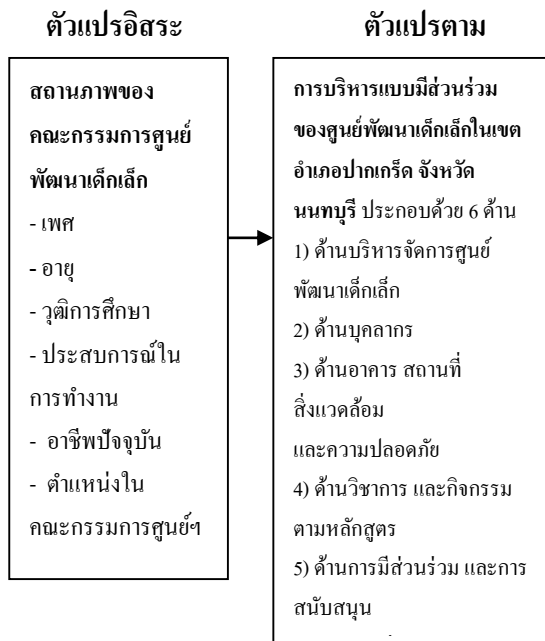 ตัวแปรอิสระ
สถานภาพของ
คณะกรรมการศูนย์
พัฒนาเด็กเล็ก
- เพศ
- อายุ
- วุฒิการศึกษา
- ประสบการณ์ใน
การทำงาน
- อาชีพปัจจุบัน
- ตำแหน่งใน
คณะกรรมการศูนย์ฯ
ตัวแปรตาม
การบริหารแบบมีส่วนร่วม
ของศูนย์พัฒนาเด็กเล็กในเขต
อำเภอปากเกร็ด จังหวัด
นนทบุรี ประกอบด้วย 6 ด้าน
1) ด้านบริหารจัดการศูนย์
พัฒนาเด็กเล็ก
2) ด้านบุคลากร
3) ด้านอาคาร สถานที่
สิ่งแวดล้อม
และความปลอดภัย
4) ด้านวิชาการ และกิจกรรม
ตามหลักสูตร
5) ด้านการมีส่วนร่วม และการ
สนับสนุน